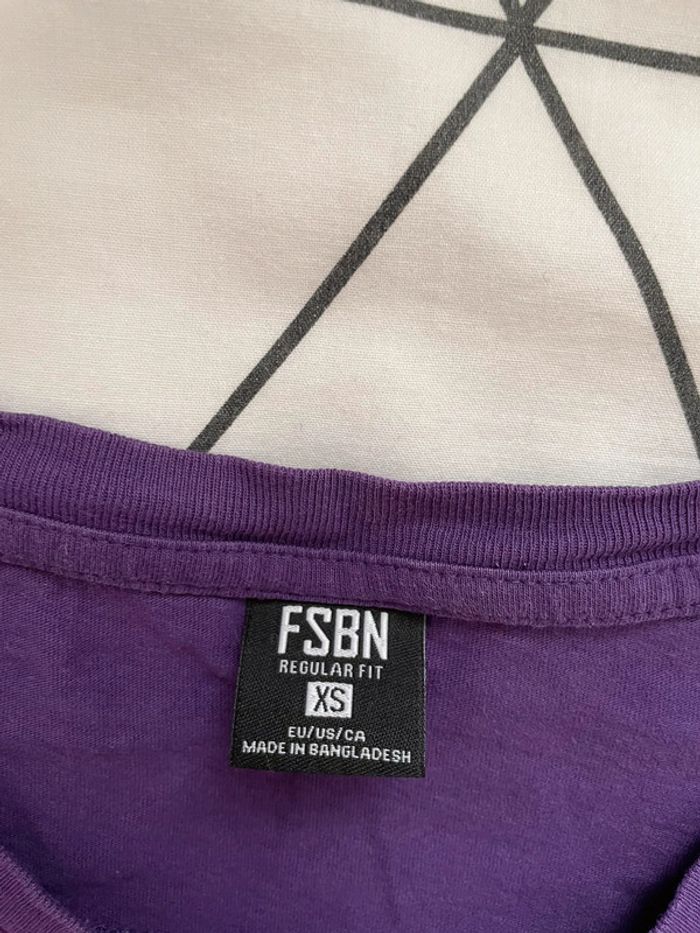 FSBN
REGULAR FIT
XS
EU/US/CA
MADE IN BANGLADESH